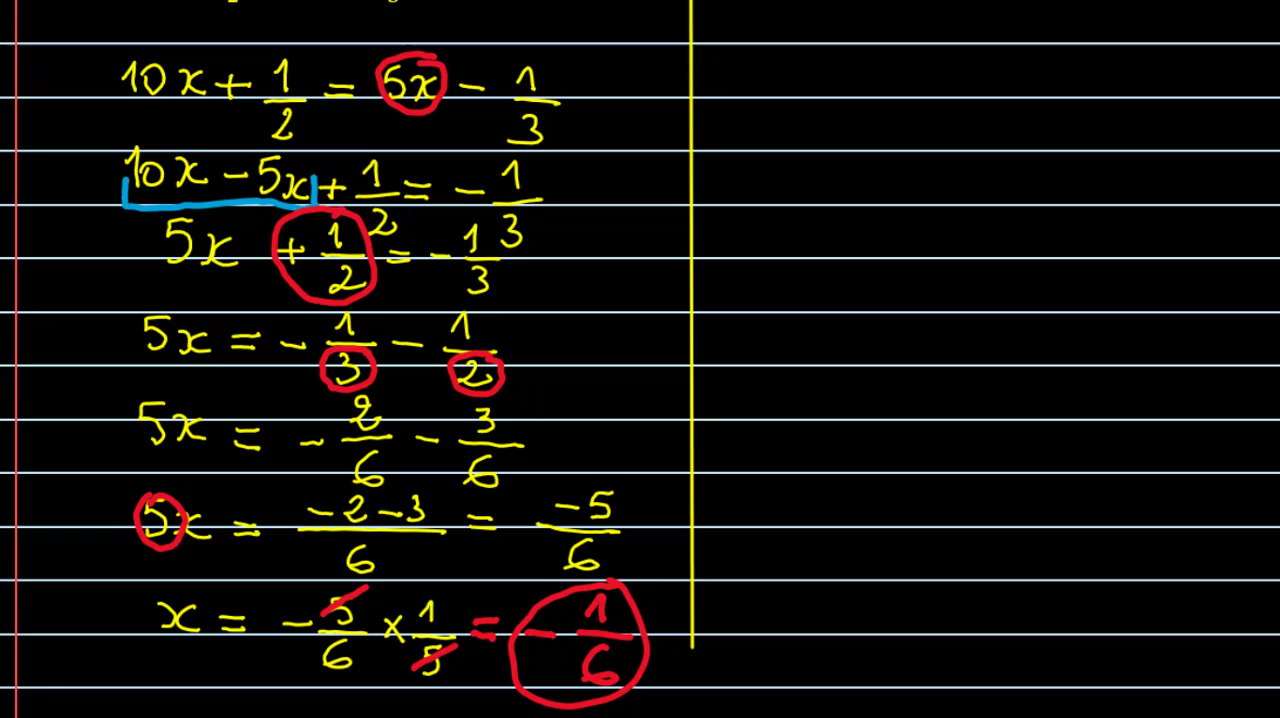 10x + 1/2 = 5x - 1/3
10x - 5x + 1/2 = - 1/3
5x + 1/2 = - 1/3
5x = - 1/3 - 1/2
5x = - 2/6 - 3/6
5x = (-2-3)/6 = -5/6
x = - 5/6 × 1/5 = - 1/6